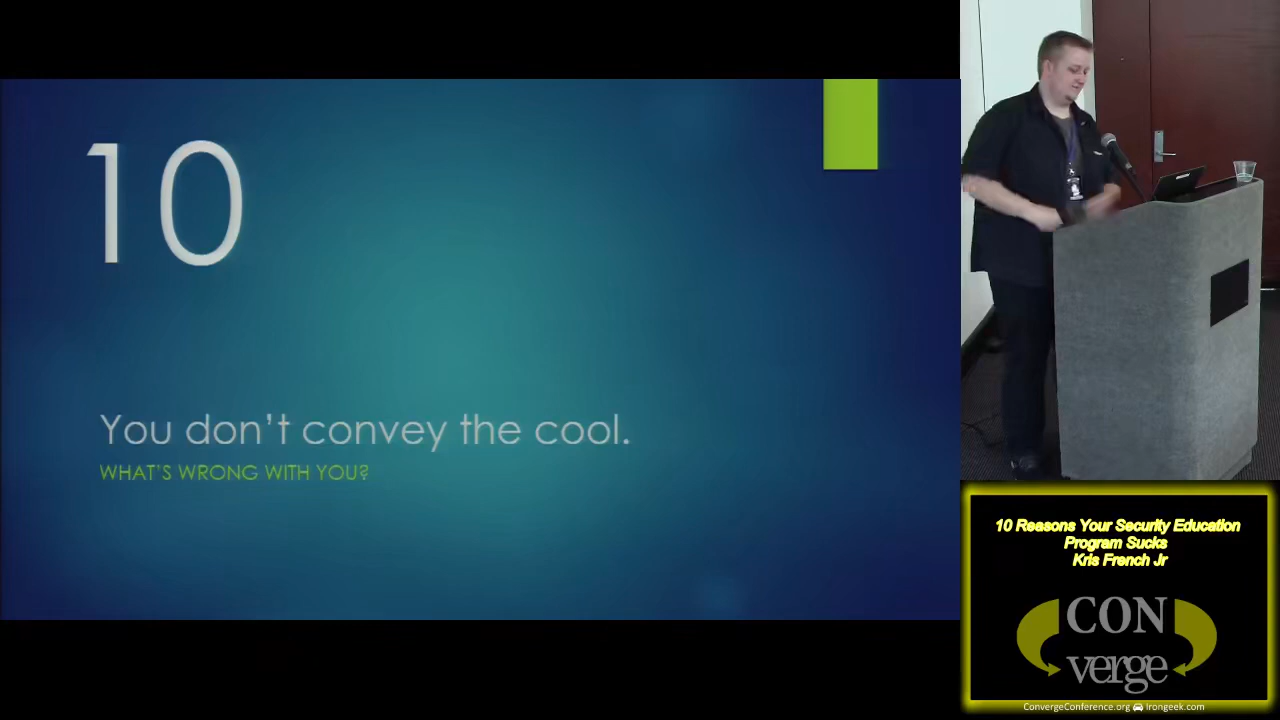 10
You don't convey the cool.
WHAT'S WRONG WITH YOU?
10 Reasons Your Security Education
Program Sucks
Kris French Jr
CON
verge
ConvergeConference.org Irongeek.com